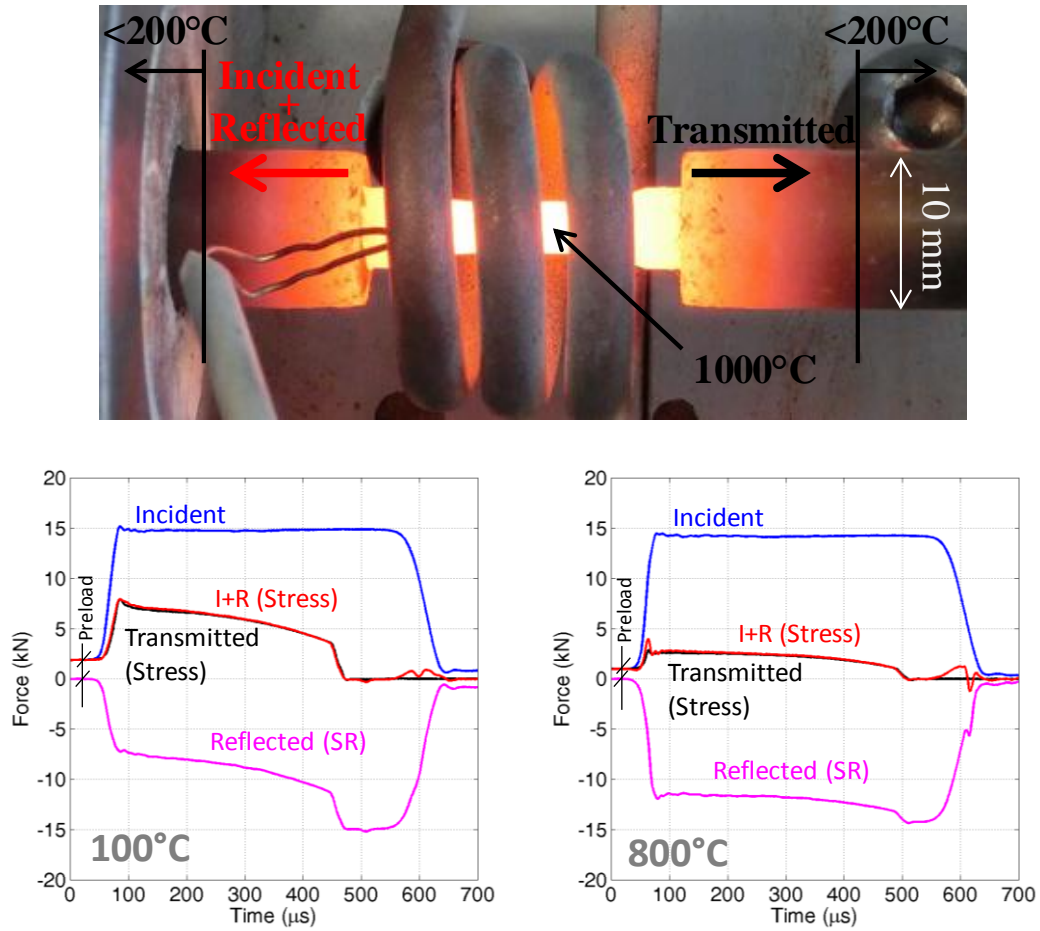 <200°C
<200°C
Incident
+
Reflected
Transmitted
10 mm
1000°C
20
15
10
5
0
-5
-10
-15
-20
Force (kN)
Preload
Incident
I+R (Stress)
Transmitted
(Stress)
Reflected (SR)
100°C
0 100 200 300 400 500 600 700
Time (μs)
20
15
10
5
0
-5
-10
-15
-20
Force (kN)
Preload
Incident
I+R (Stress)
Transmitted
(Stress)
Reflected (SR)
800°C
0 100 200 300 400 500 600 700
Time (μs)